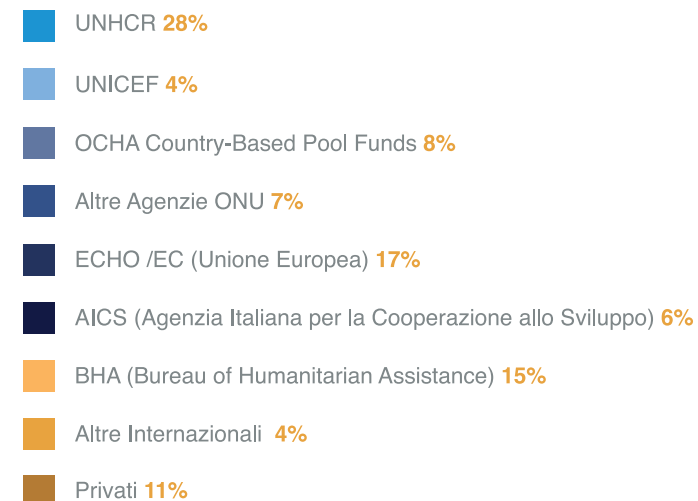 UNHCR 28%
UNICEF 4%
OCHA Country-Based Pool Funds 8%
Altre Agenzie ONU 7%
ECHO /EC (Unione Europea) 17%
AICS (Agenzia Italiana per la Cooperazione allo Sviluppo) 6%
BHA (Bureau of Humanitarian Assistance) 15%
Altre Internazionali 4%
Privati 11%